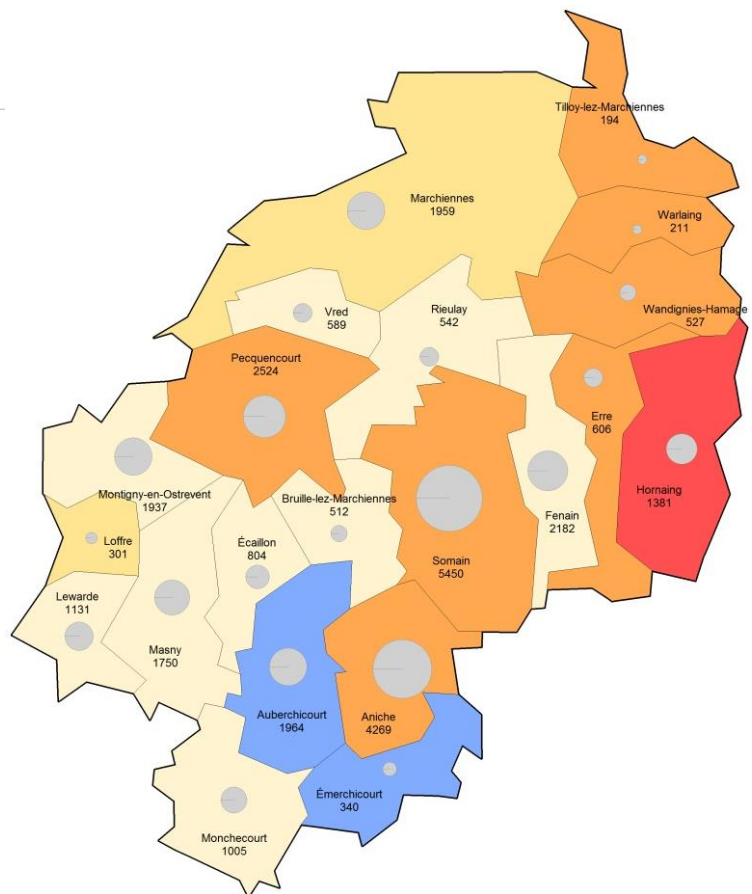 Tilloy-lez-Marchiennes
194
Marchiennes
1959
Warlaing
211
Vred
589
Rieulay
542
Wandignies-Hamage
527
Pecquencourt
2524
Erre
606
Montigny-en-Ostrevent
1937
Bruille-lez-Marchiennes
512
Fenain
2182
Hornaing
1381
Loffre
301
Écaillon
804
Somain
5450
Lewarde
1131
Masny
1750
Auberchicourt
1964
Aniche
4269
Émerchicourt
340
Monchecourt
1005